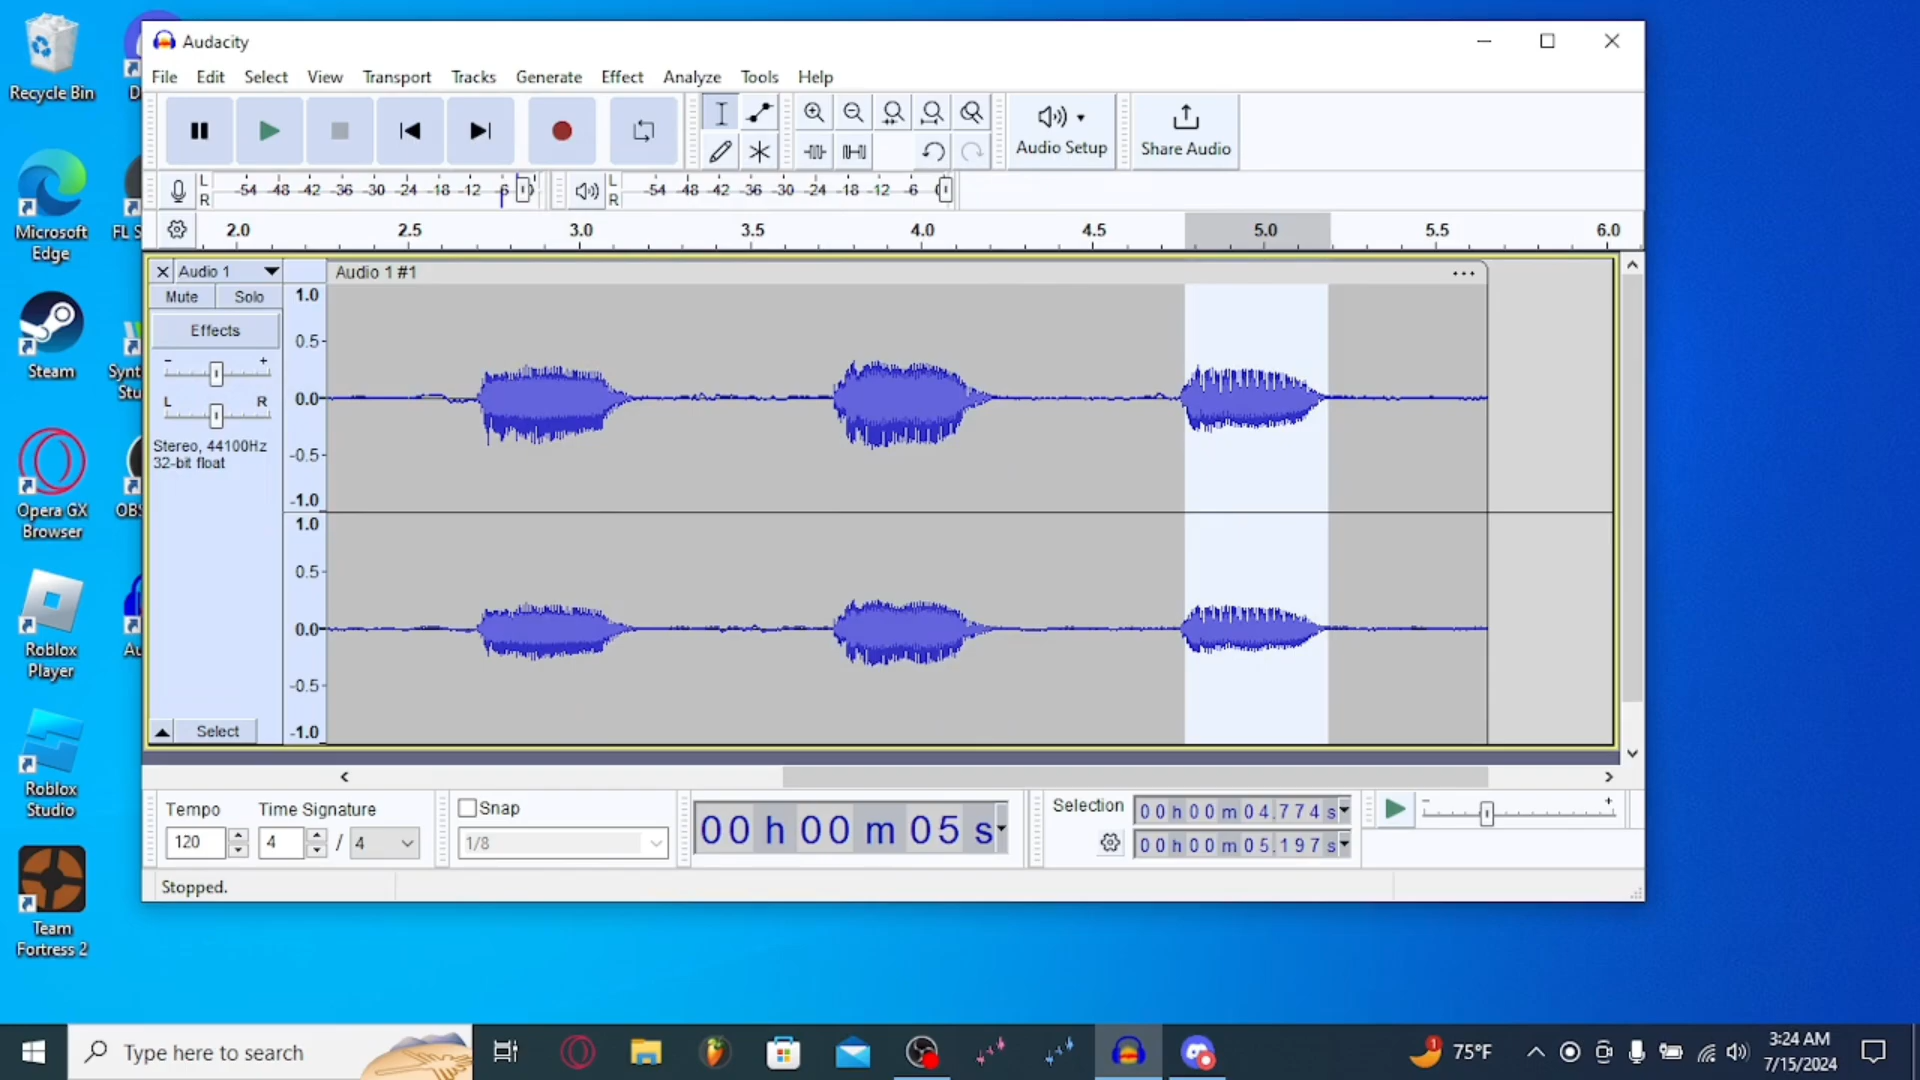 Audacity
File Edit Select View Transport Tracks Generate Effect Analyze Tools Help
Audio Setup
Share Audio
L
R
-54 -48 -42 -36 -30 -24 -18 -12 -6
L
R
-54 -48 -42 -36 -30 -24 -18 -12 -6
2.0 2.5 3.0 3.5 4.0 4.5 5.0 5.5 6.0
Audio 1
Audio 1 #1
Mute Solo
Effects
- +
L R
Stereo, 44100Hz
32-bit float
Select
1.0
0.5-
0.0-
-0.5-
-1.0
1.0
0.5-
0.0-
-0.5-
-1.0
Tempo
120
Time Signature
4 / 4
Snap
1/8
00 h 00 m 05 s
Selection
00 h 00 m 04.774 s
00 h 00 m 05.197 s
- +
Stopped.
Recycle Bin
D
Microsoft
Edge
FL S
Steam
Synt
Stu
Opera GX
Browser
OBS
Roblox
Player
Au
Roblox
Studio
Team
Fortress 2
Type here to search
1
75°F
3:24 AM
7/15/2024